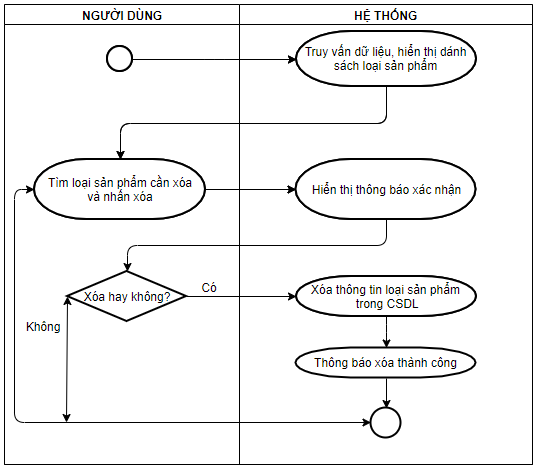 NGƯỜI DÙNG
HỆ THỐNG
Truy vấn dữ liệu, hiển thị dánh
sách loại sản phẩm
Tìm loại sản phẩm cần xóa
và nhấn xóa
Hiển thị thông báo xác nhận
Xóa hay không?
Có
Xóa thông tin loại sản phẩm
trong CSDL
Không
Thông báo xóa thành công